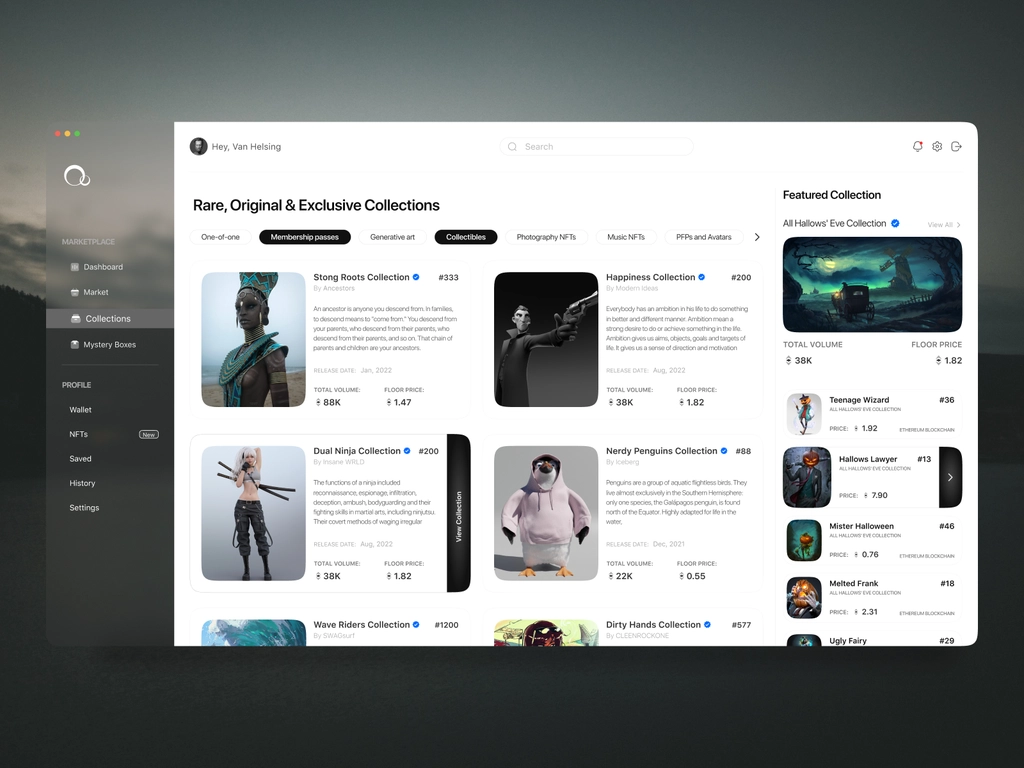 MARKETPLACE
Dashboard
Market
Collections
Mystery Boxes
PROFILE
Wallet
NFTs
New
Saved
History
Settings
Hey, Van Helsing
Search
Rare, Original & Exclusive Collections
One-of-one
Membership passes
Generative art
Collectibles
Photography NFTs
Music NFTs
PFPs and Avatars
Stong Roots Collection #333
By Ancestors
An ancestor is anyone you descend from. In familes,
to descend means to "come from." You descend from
your parents, who descend from their parents, who
descend from their parents, and so on. That chain of
parents and children are your ancestors.
RELEASE DATE: Jan, 2022
TOTAL VOLUME: FLOOR PRICE:
88K 1.47
Happiness Collection #200
By Modern Ideas
Everybody has an ambition in his life to do something
in better and different manner. Ambition mean a
strong desire to do or achieve something in the life.
Ambition gives us aims, objects, goals and targets of
life. It gives us a sense of direction and motivation
RELEASE DATE: Aug, 2022
TOTAL VOLUME: FLOOR PRICE:
38K 1.82
Dual Ninja Collection #200
By Insane WRLD
The functions of a ninja included
reconnaissance, espionage, infiltration,
deception, ambush, bodyguarding and their
fighting skills in martial arts, including ninjutsu.
Their covert methods of waging irregular
RELEASE DATE: Aug, 2022
TOTAL VOLUME: FLOOR PRICE:
38K 1.82
View Collection
Nerdy Penguins Collection #88
By Iceberg
Penguins are a group of aquatic flightless birds. They
live almost exclusively in the Southern Hemisphere:
only one species, the Galápagos penguin, is found
north of the Equator. Highly adapted for life in the
water,
RELEASE DATE: Dec, 2021
TOTAL VOLUME: FLOOR PRICE:
22K 0.55
Wave Riders Collection #1200
By SWAGsurf
Dirty Hands Collection #577
By CLEENROCKONE
Featured Collection
All Hallows' Eve Collection
View All
TOTAL VOLUME FLOOR PRICE
38K 1.82
Teenage Wizard #36
ALL HALLOWS' EVE COLLECTION
PRICE: 1.92 ETHEREUM BLOCKCHAIN
Hallows Lawyer #13
ALL HALLOWS' EVE COLLECTION
PRICE: 7.90
Mister Halloween #46
ALL HALLOWS' EVE COLLECTION
PRICE: 0.76 ETHEREUM BLOCKCHAIN
Melted Frank #18
ALL HALLOWS' EVE COLLECTION
PRICE: 2.31 ETHEREUM BLOCKCHAIN
Ugly Fairy #29